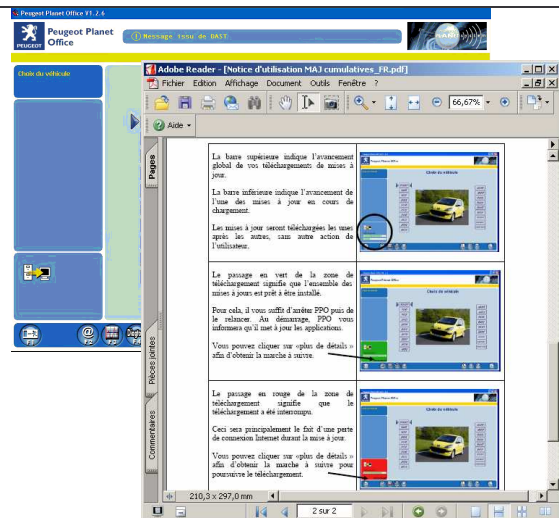 Peugeot Planet Office V1.2.6
Peugeot Planet
Office
PEUGEOT
Message issu de DAST
Choix du véhicule
Adobe Reader - [Notice d'utilisation MAJ cumulatives_FR.pdf]
Fichier Edition Affichage Document Outils Fenêtre ?
66,67%
Aide
Pages
Pièces jointes
Commentaires
La barre supérieure indique l'avancement
global de vos téléchargements de mises à
jour.
La barre inférieure indique l'avancement de
l'une des mises à jour en cours de
chargement.
Les mises à jour seront téléchargées les unes
après les autres, sans autre action de
l'utilisateur.
Choix du véhicule
Le passage en vert de la zone de
téléchargement signifie que l'ensemble des
mises à jours est prêt à être installé.
Pour cela, il vous suffit d'arrêter PPO puis de
le relancer. Au démarrage, PPO vous
informera qu'il met à jour les applications.
Vous pouvez cliquer sur «plus de détails »
afin d'obtenir la marche à suivre.
Choix du véhicule
Le passage en rouge de la zone de
téléchargement signifie que le
téléchargement a été interrompu.
Ceci sera principalement le fait d'une perte
de connexion Internet durant la mise à jour.
Vous pouvez cliquer sur «plus de détails »
afin d'obtenir la marche à suivre pour
poursuivre le téléchargement.
Choix du véhicule
210,3 x 297,0 mm
2 sur 2